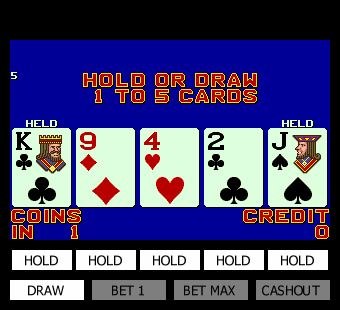 5
HOLD OR DRAW
1 TO 5 CARDS
HELD HELD
K 9 4 2 J
COINS CREDIT
IN 1 0
HOLD HOLD HOLD HOLD HOLD
DRAW BET 1 BET MAX CASHOUT